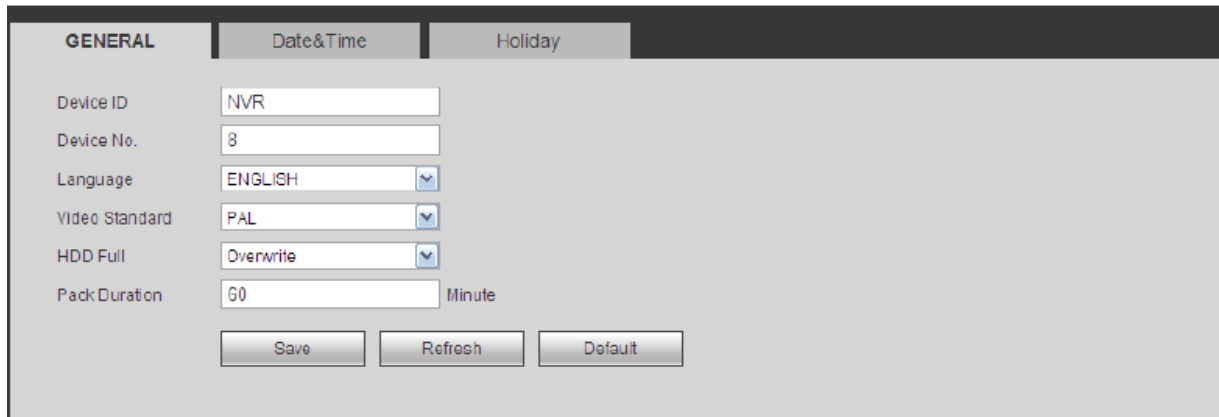 GENERAL Date&Time Holiday
Device ID NVR
Device No. 8
Language ENGLISH
Video Standard PAL
HDD Full Overwrite
Pack Duration 60 Minute
Save Refresh Default